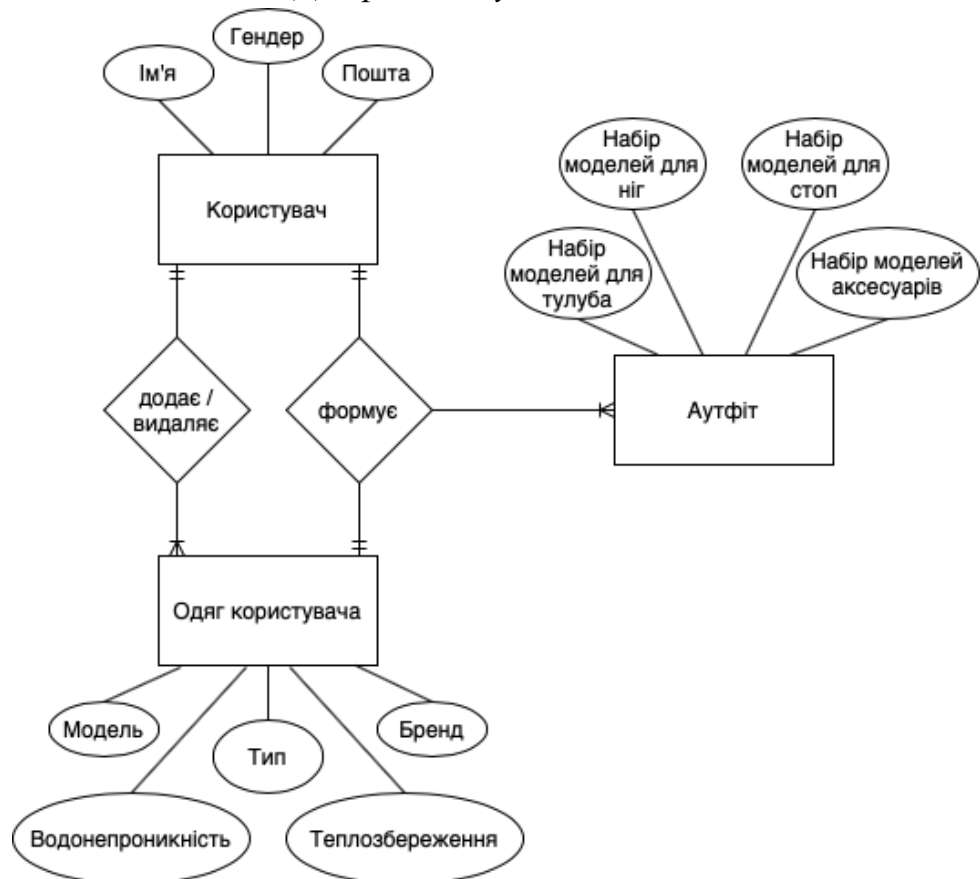 Гендер
Ім'я
Пошта
Набір
моделей для
ніг
Набір
моделей для
стоп
Користувач
Набір
моделей для
тулуба
Набір моделей
аксесуарів
додає /
видаляє
формує
Аутфіт
Одяг користувача
Модель
Тип
Бренд
Водонепроникність
Теплозбереження